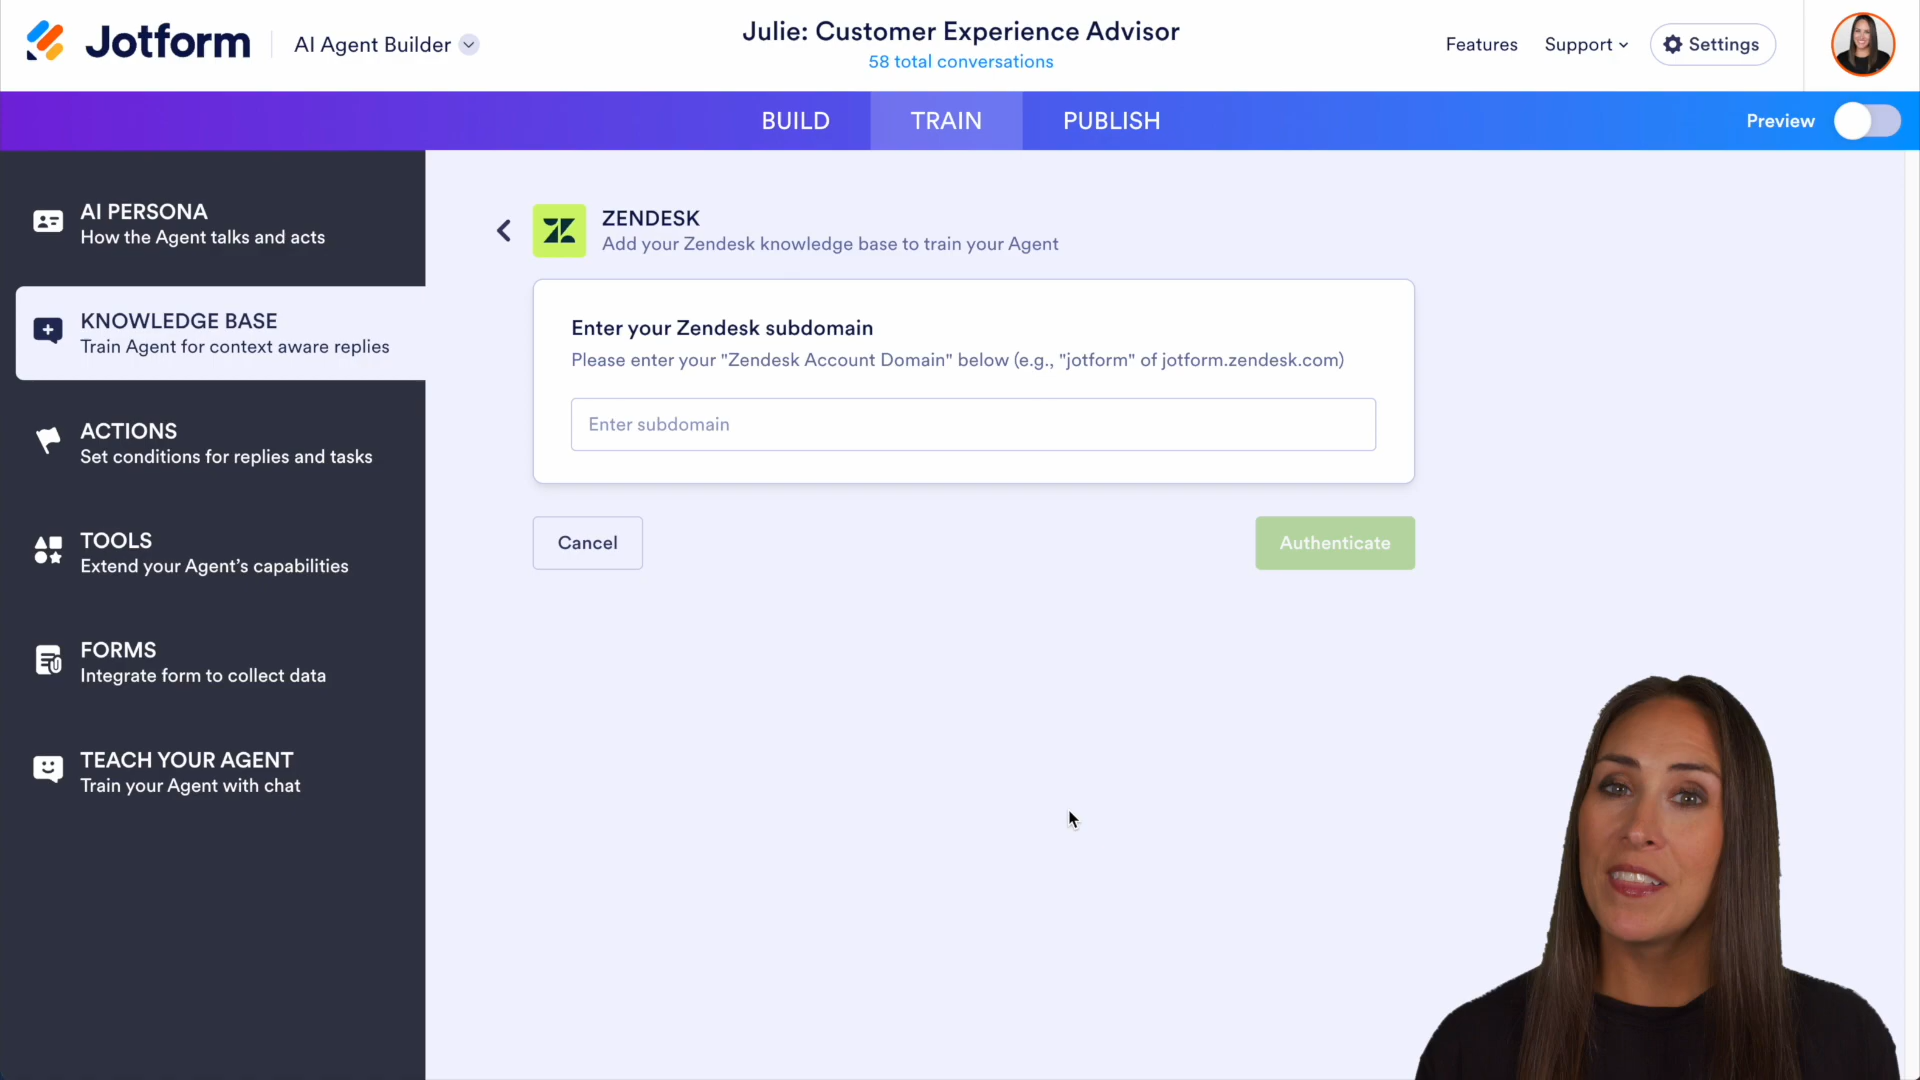 Jotform
AI Agent Builder
Julie: Customer Experience Advisor
58 total conversations
Features
Support
Settings
BUILD
TRAIN
PUBLISH
Preview
AI PERSONA
How the Agent talks and acts
KNOWLEDGE BASE
Train Agent for context aware replies
ACTIONS
Set conditions for replies and tasks
TOOLS
Extend your Agent's capabilities
FORMS
Integrate form to collect data
TEACH YOUR AGENT
Train your Agent with chat
ZENDESK
Add your Zendesk knowledge base to train your Agent
Enter your Zendesk subdomain
Please enter your "Zendesk Account Domain" below (e.g., "jotform" of jotform.zendesk.com)
Enter subdomain
Cancel
Authenticate